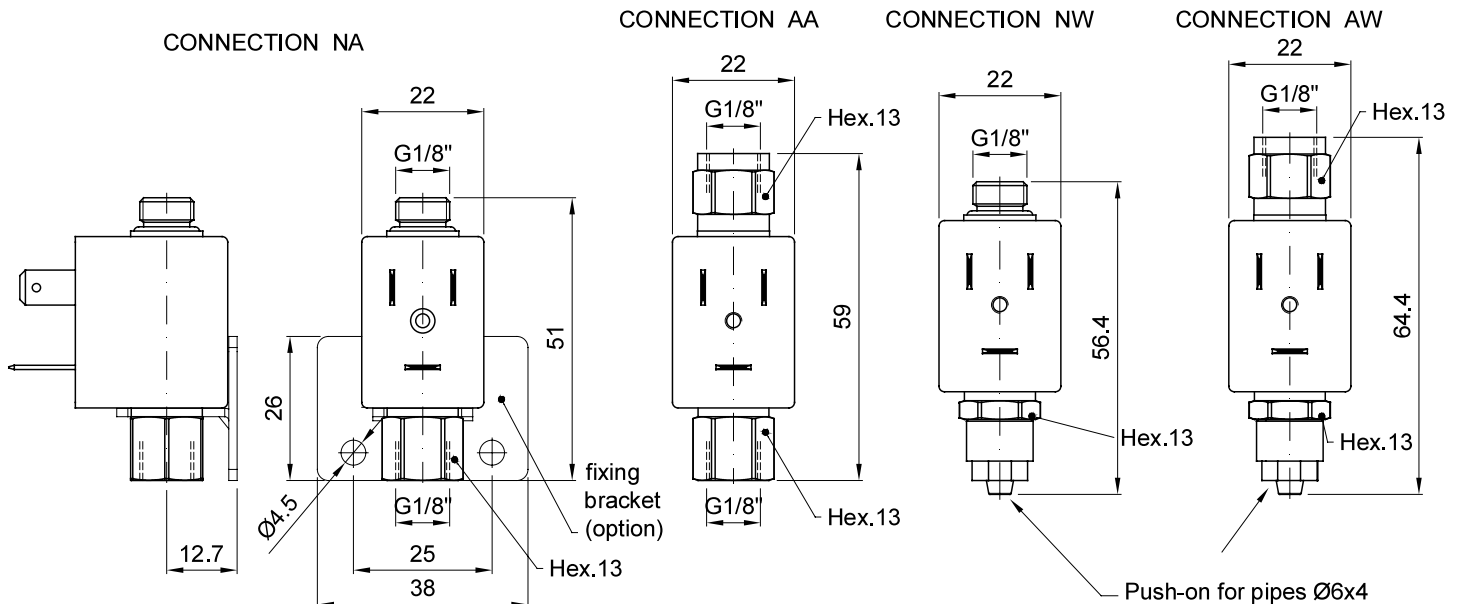 CONNECTION NA
CONNECTION AA
CONNECTION NW
CONNECTION AW
22
G1/8"
51
26
Ø4.5
12.7
G1/8"
25
38
Hex.13
fixing
bracket
(option)
22
G1/8"
Hex.13
59
G1/8"
Hex.13
22
G1/8"
56.4
Hex.13
22
G1/8"
Hex.13
64.4
Hex.13
Push-on for pipes Ø6x4